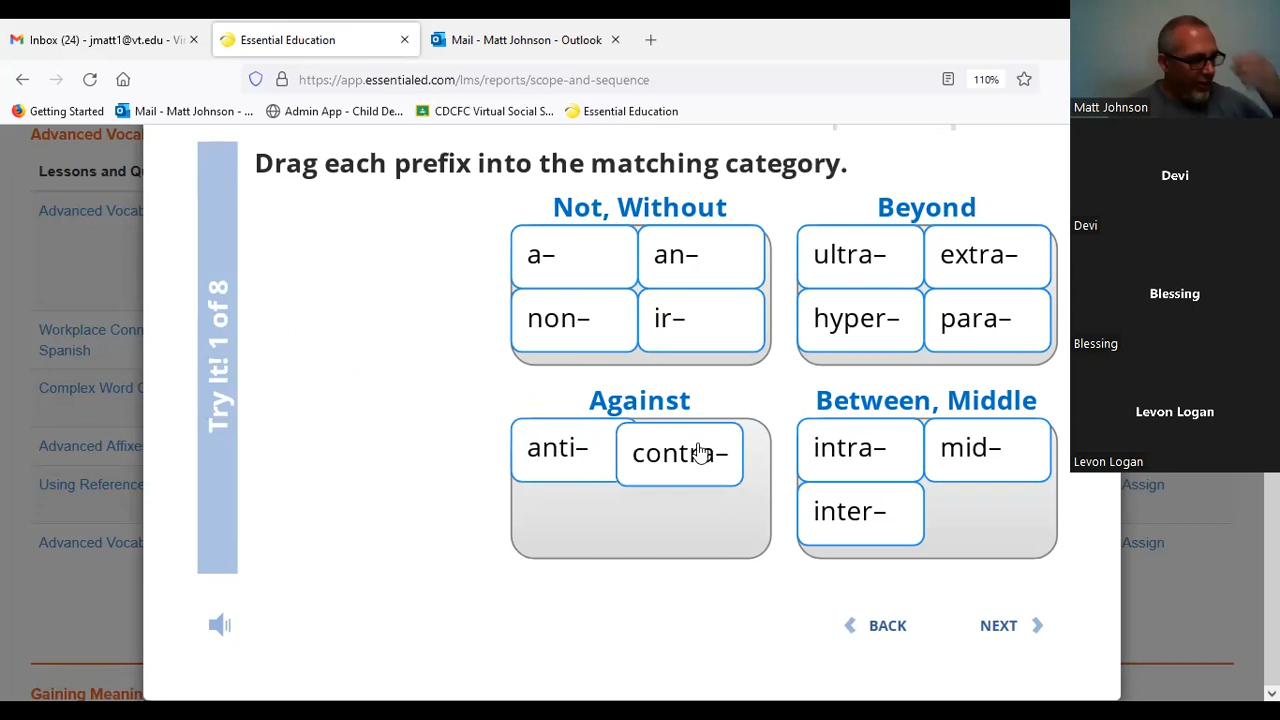 Inbox (24) - jmatt1@vt.edu - Vir
Essential Education
Mail - Matt Johnson - Outlook
https://app.essentialed.com/lms/reports/scope-and-sequence
110%
Getting Started
Mail - Matt Johnson - ...
Admin App - Child De...
CDCFC Virtual Social S...
Essential Education
Matt Johnson
Devi
Devi
Blessing
Blessing
Levon Logan
Levon Logan
Advanced Vocab
Lessons and Qu
Advanced Vocab
Workplace Conn
Spanish
Complex Word C
Advanced Affixes
Using Reference
Advanced Vocab
Gaining Meanin
Try It! 1 of 8
Drag each prefix into the matching category.
Not, Without
a–
an–
non–
ir–
Beyond
ultra–
extra–
hyper–
para–
Against
anti–
contra–
Between, Middle
intra–
mid–
inter–
BACK
NEXT
Assign
Assign